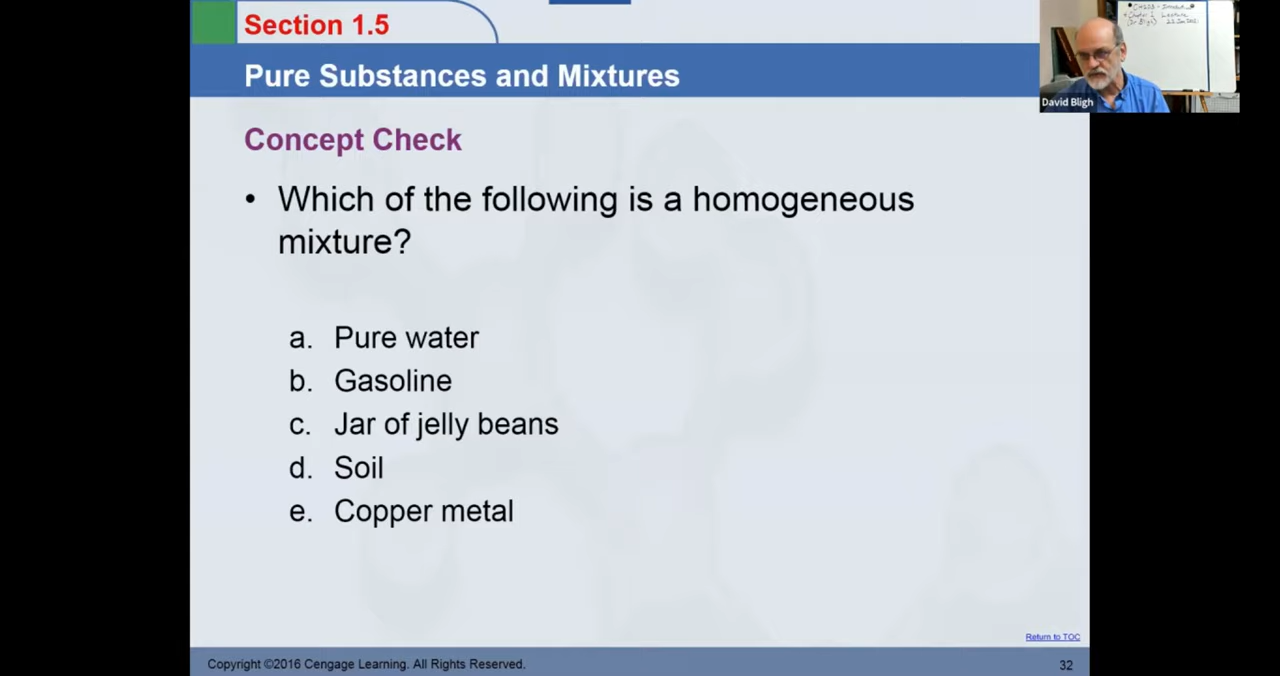 Section 1.5
Pure Substances and Mixtures
David Bligh
Concept Check
• Which of the following is a homogeneous
mixture?
a. Pure water
b. Gasoline
c. Jar of jelly beans
d. Soil
e. Copper metal
Return to TOC
Copyright ©2016 Cengage Learning. All Rights Reserved.
32